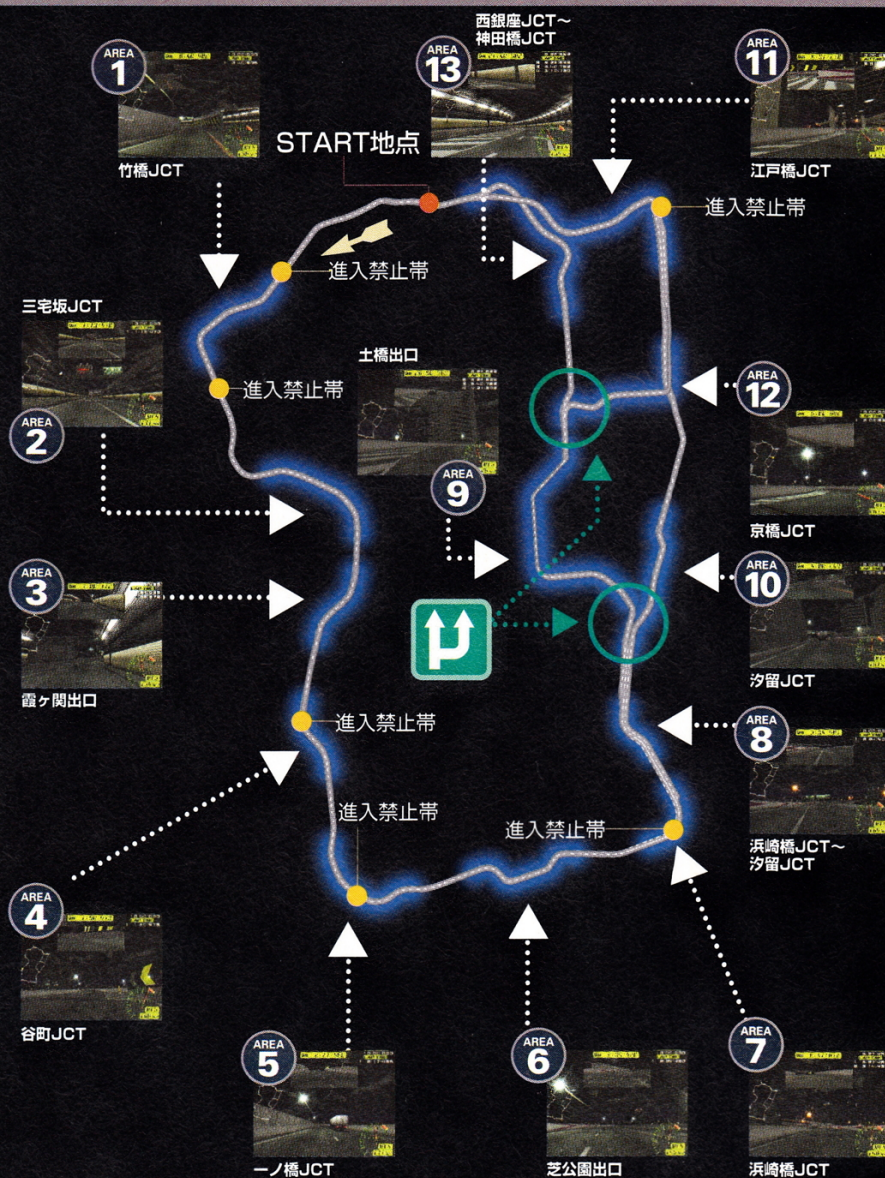 AREA
1
竹橋JCT
西銀座JCT～
神田橋JCT
AREA
13
AREA
11
江戸橋JCT
START地点
進入禁止帯
進入禁止帯
三宅坂JCT
AREA
2
進入禁止帯
土橋出口
AREA
9
AREA
12
京橋JCT
AREA
3
霞ヶ関出口
AREA
10
汐留JCT
進入禁止帯
AREA
8
浜崎橋JCT～
汐留JCT
進入禁止帯
進入禁止帯
AREA
4
谷町JCT
AREA
5
一ノ橋JCT
AREA
6
芝公園出口
AREA
7
浜崎橋JCT